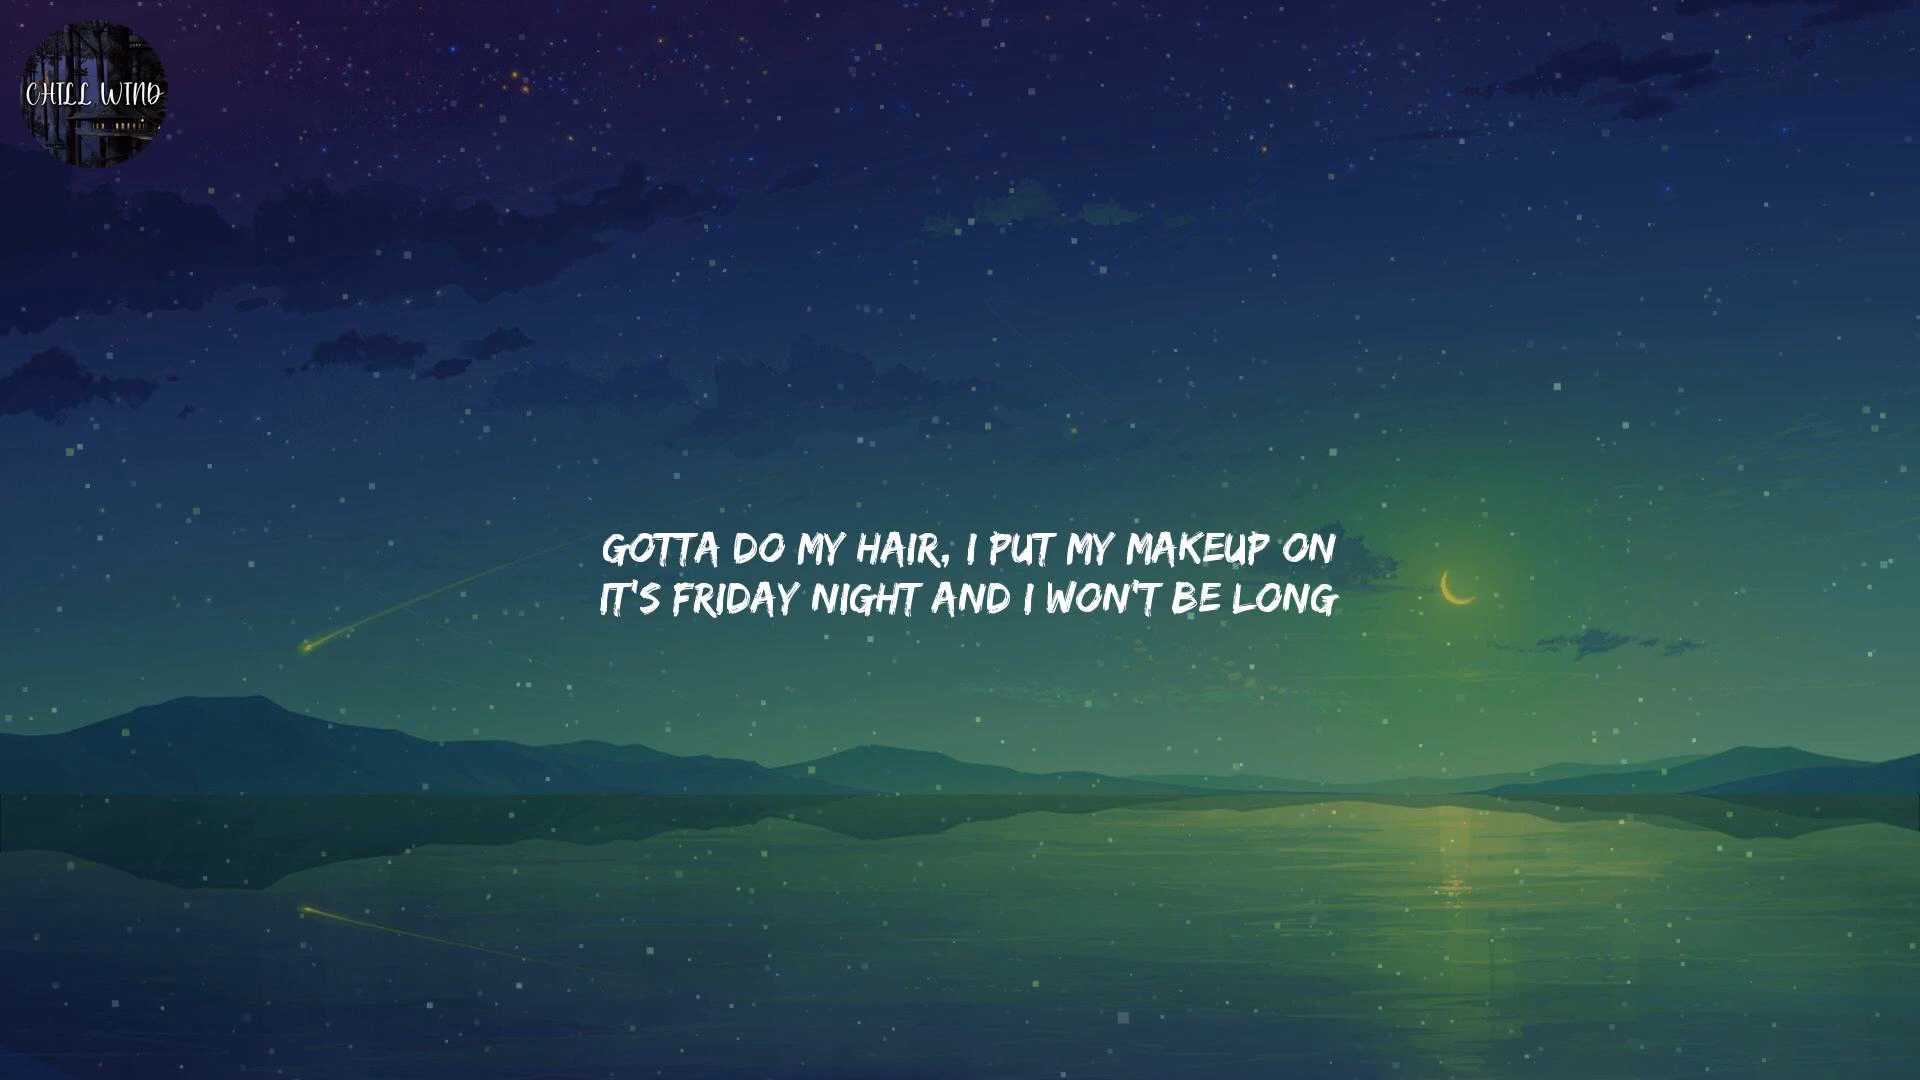 CHILL WIND
GOTTA DO MY HAIR, I PUT MY MAKEUP ON
IT'S FRIDAY NIGHT AND I WON'T BE LONG